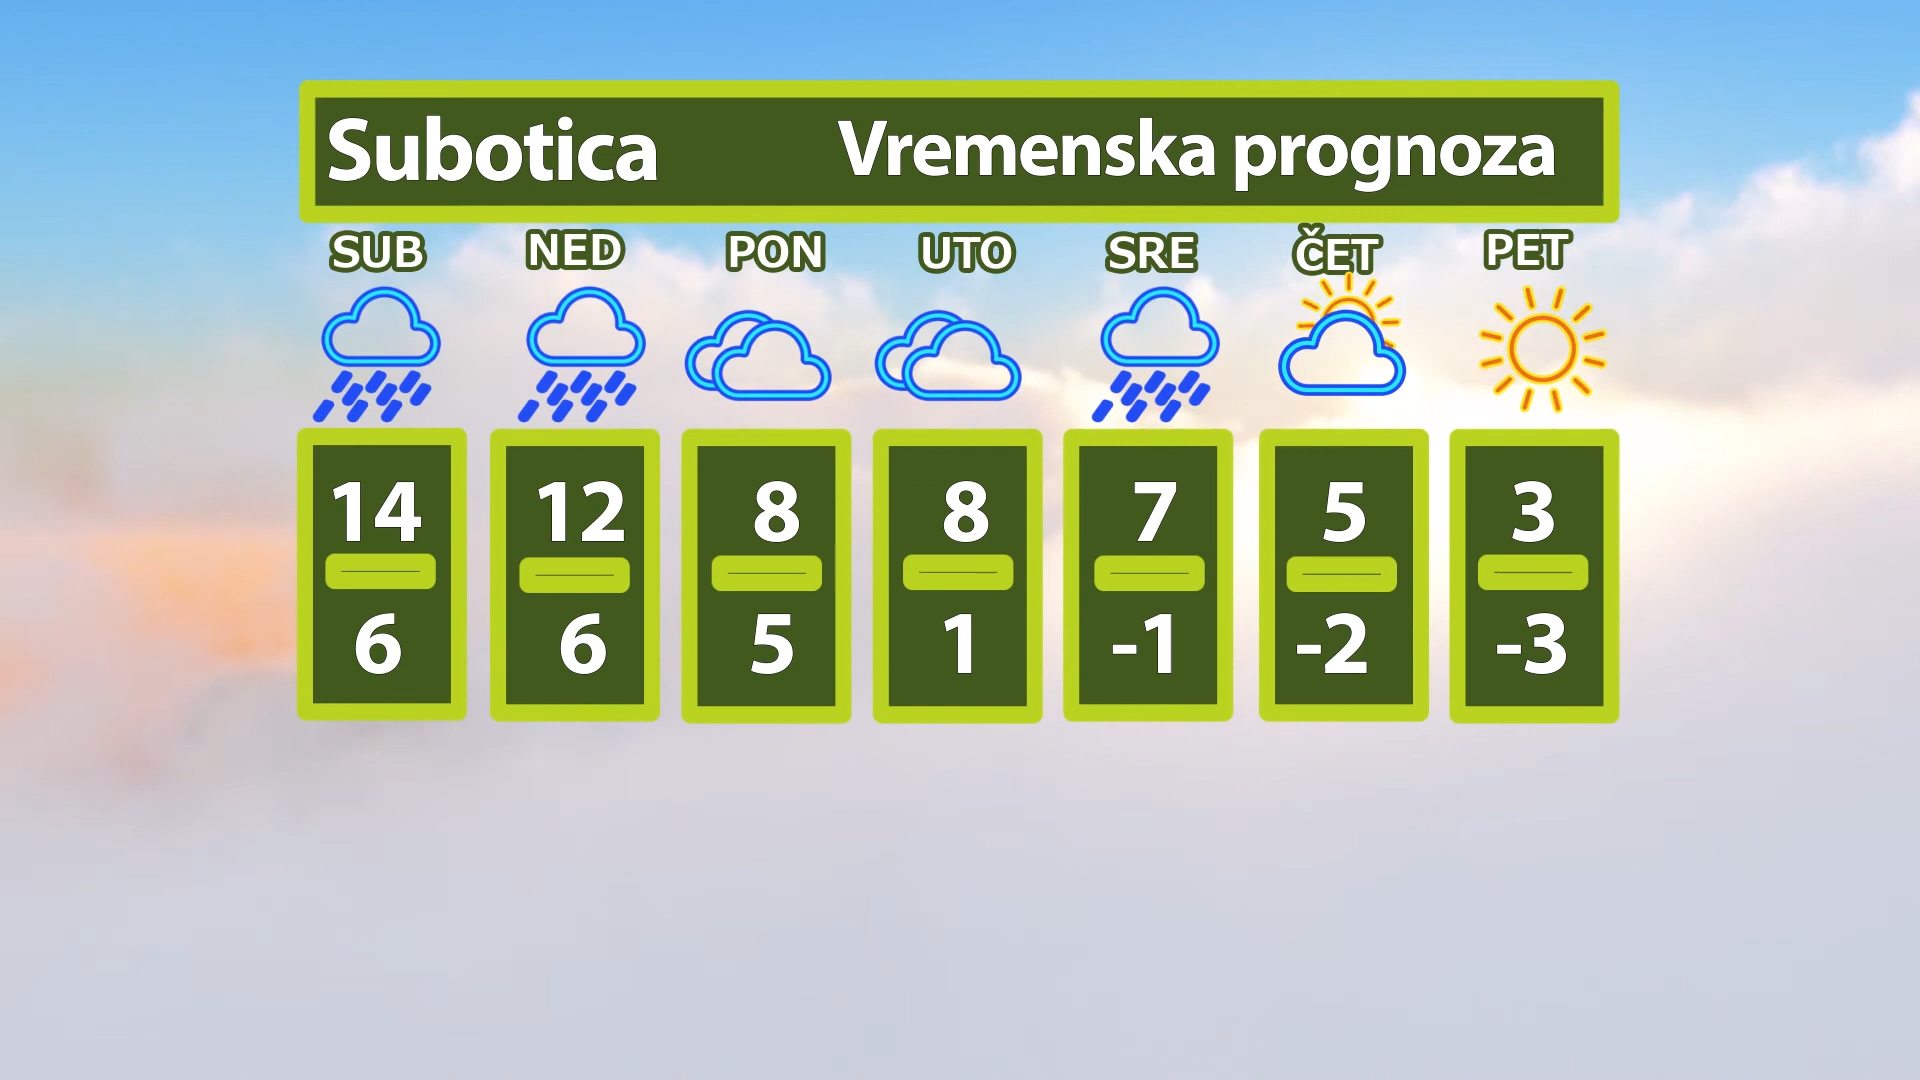 Subotica Vremenska prognoza
SUB NED PON UTO SRE ČET PET
14 12 8 8 7 5 3
6 6 5 1 -1 -2 -3